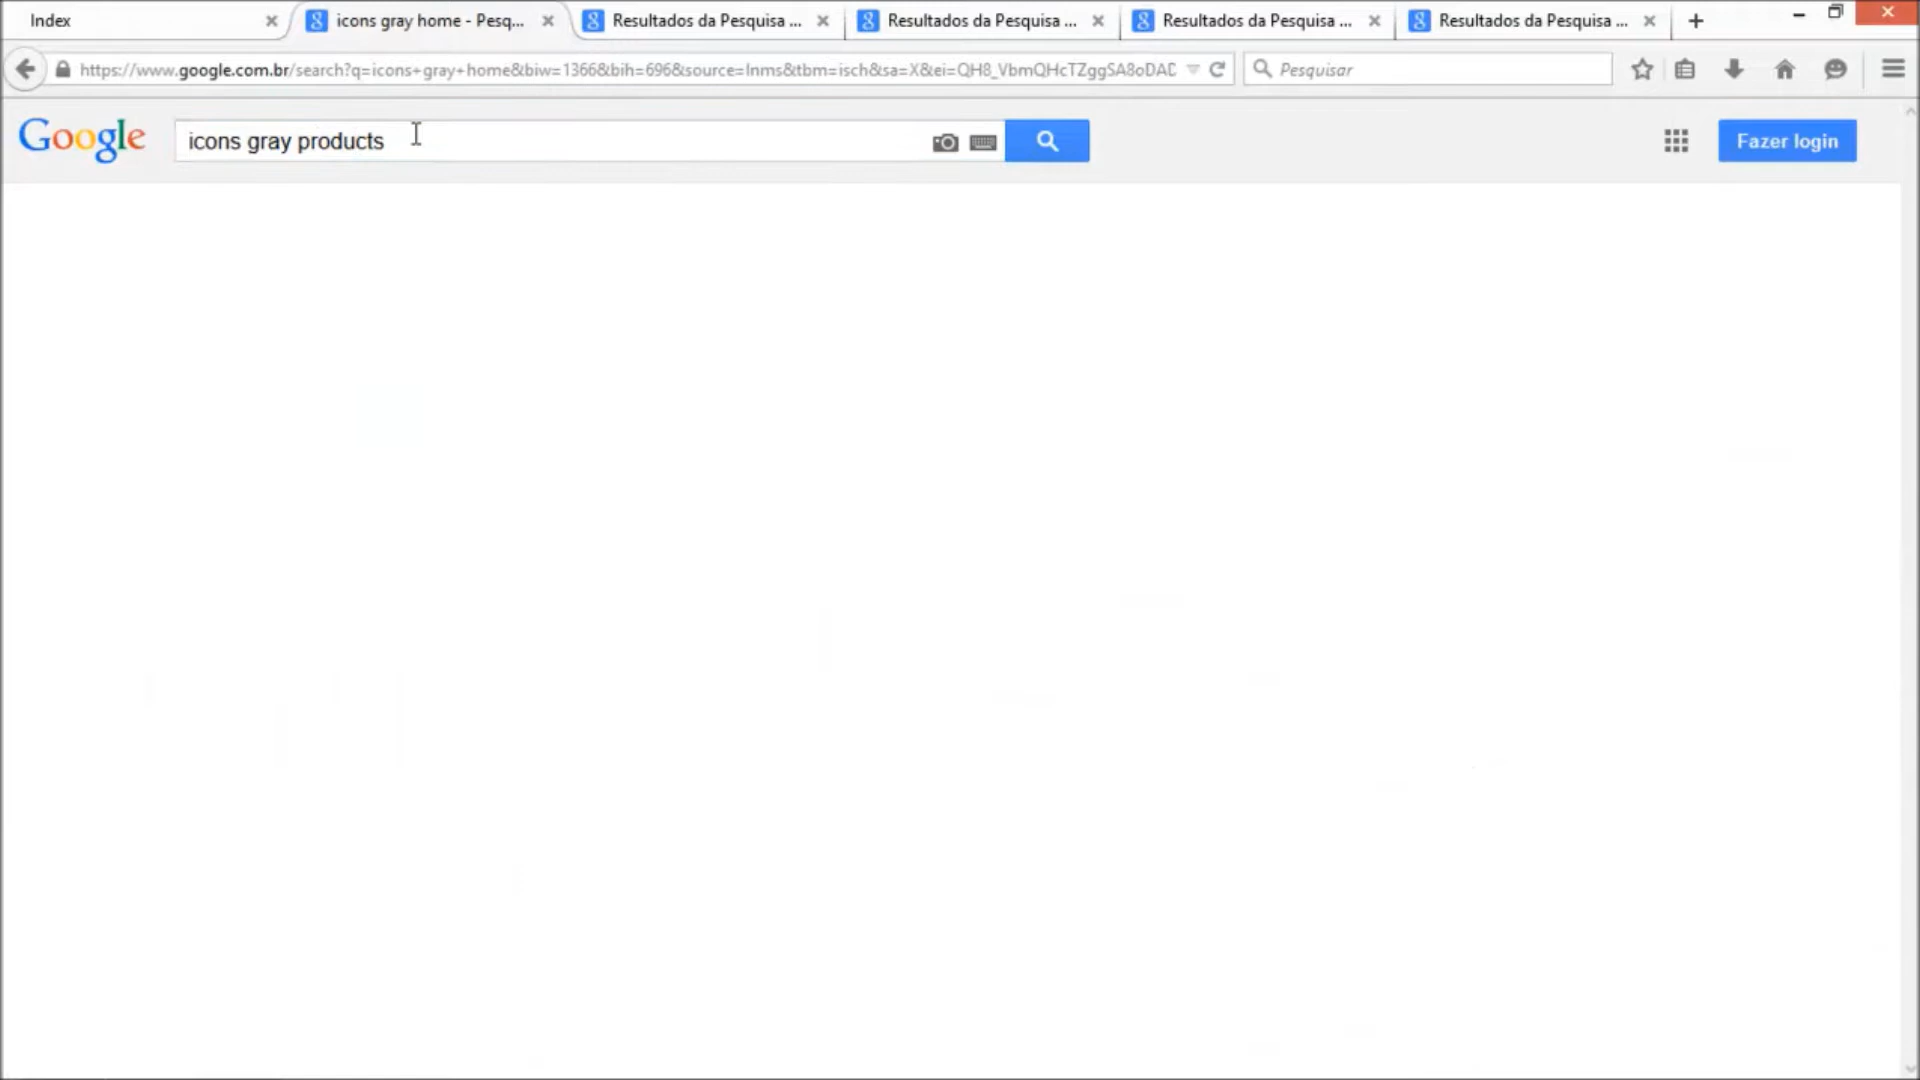 Index
icons gray home - Pesq...
Resultados da Pesquisa ...
Resultados da Pesquisa ...
Resultados da Pesquisa ...
Resultados da Pesquisa ...
https://www.google.com.br/search?q=icons+gray+home&biw=1366&bih=696&source=lnms&tbm=isch&sa=X&ei=QH8_VbmQHcTZggSA8oDAC
Pesquisar
Google
icons gray products
Fazer login